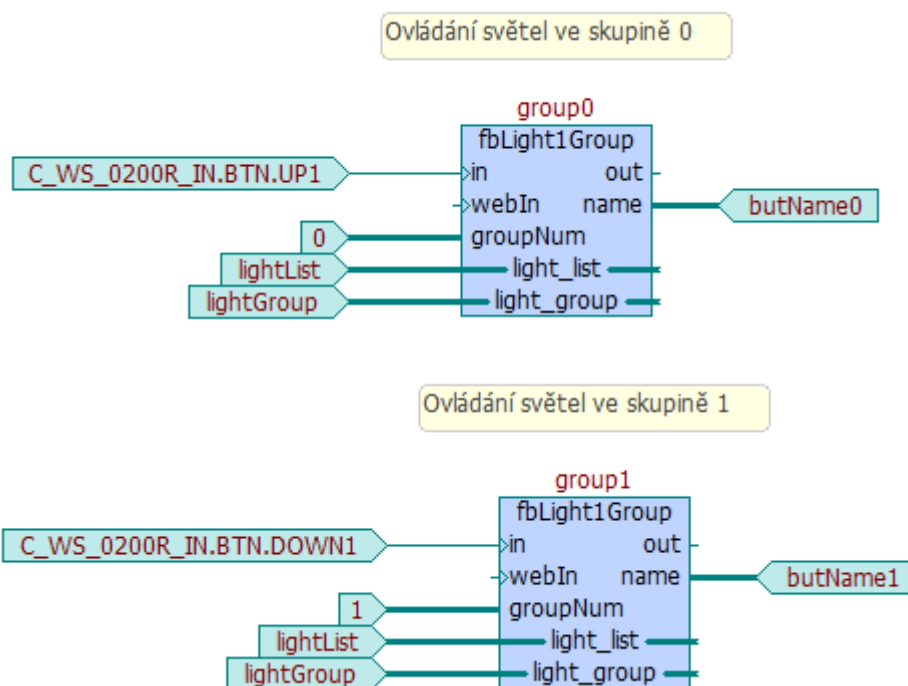 Ovládání světel ve skupině 0
group0
fbLight1Group
C_WS_0200R_IN.BTN.UP1 in out
webIn name butName0
0 groupNum
lightList light_list
lightGroup light_group
Ovládání světel ve skupině 1
group1
fbLight1Group
C_WS_0200R_IN.BTN.DOWN1 in out
webIn name butName1
1 groupNum
lightList light_list
lightGroup light_group